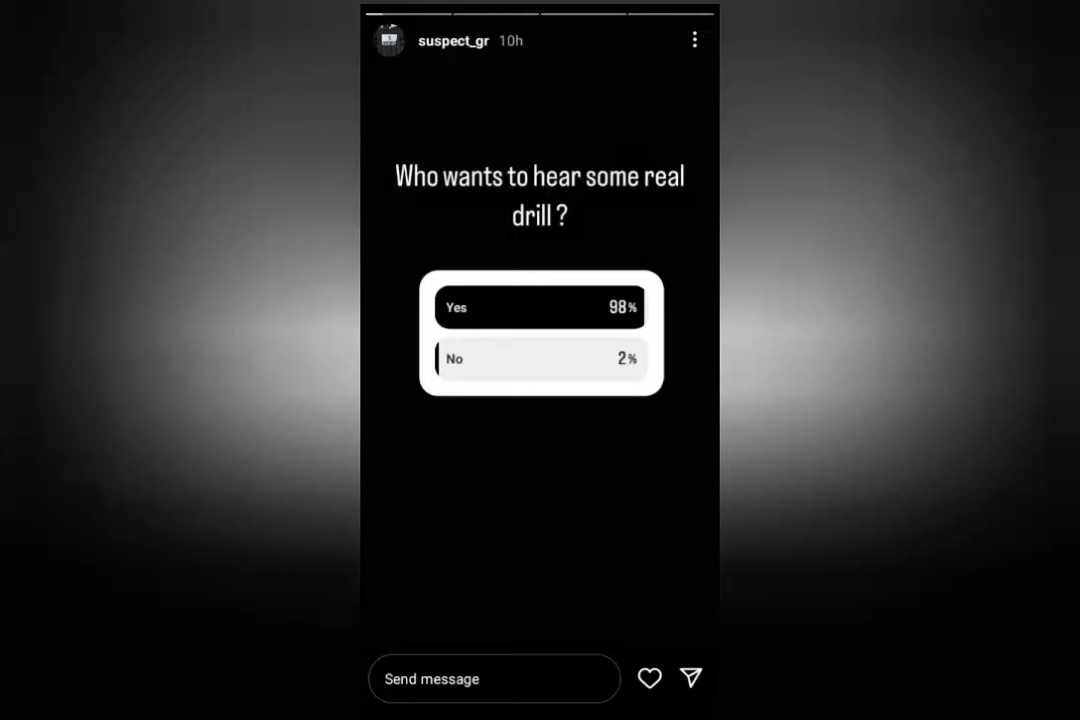 suspect_gr 10h
Who wants to hear some real
drill ?
Yes 98%
No 2%
Send message